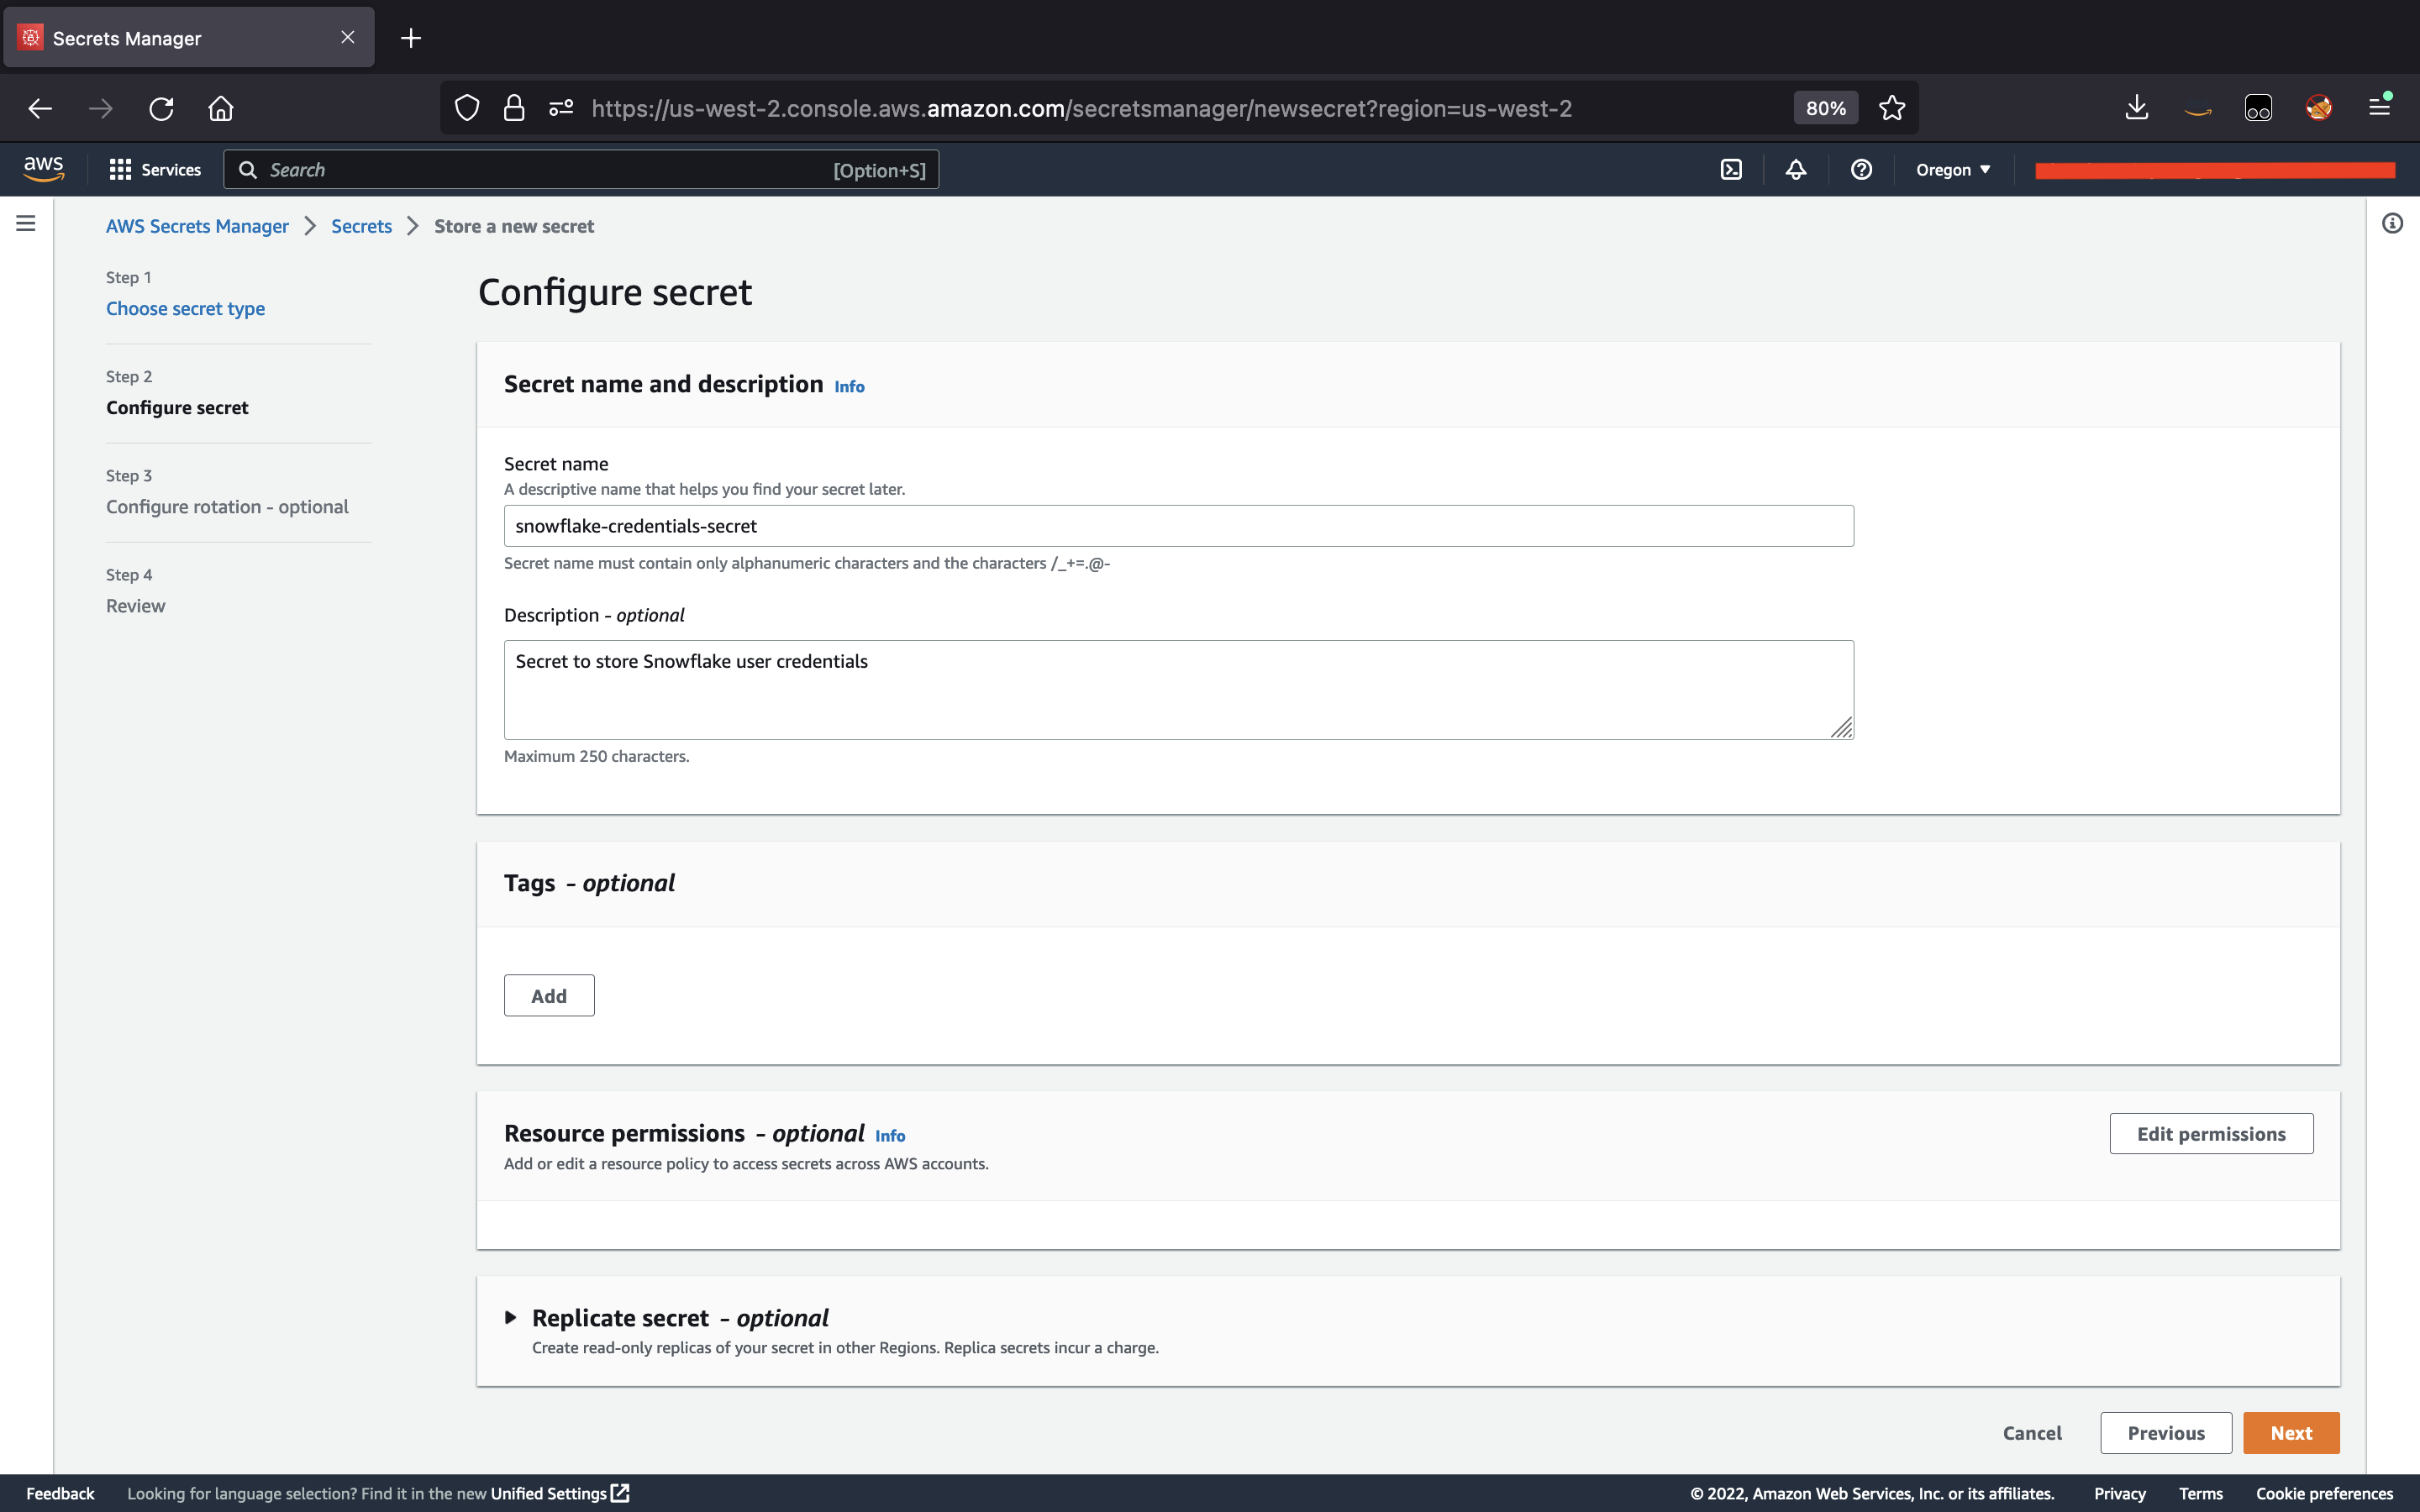 Secrets Manager
https://us-west-2.console.aws.amazon.com/secretsmanager/newsecret?region=us-west-2
80%
aws
Services
Search
[Option+S]
Oregon
AWS Secrets Manager
Secrets
Store a new secret
Step 1
Choose secret type
Step 2
Configure secret
Step 3
Configure rotation - optional
Step 4
Review
Configure secret
Secret name and description Info
Secret name
A descriptive name that helps you find your secret later.
snowflake-credentials-secret
Secret name must contain only alphanumeric characters and the characters /_+=.@-
Description - optional
Secret to store Snowflake user credentials
Maximum 250 characters.
Tags - optional
Add
Resource permissions - optional Info
Add or edit a resource policy to access secrets across AWS accounts.
Edit permissions
Replicate secret - optional
Create read-only replicas of your secret in other Regions. Replica secrets incur a charge.
Cancel
Previous
Next
Feedback
Looking for language selection? Find it in the new Unified Settings
© 2022, Amazon Web Services, Inc. or its affiliates.
Privacy
Terms
Cookie preferences